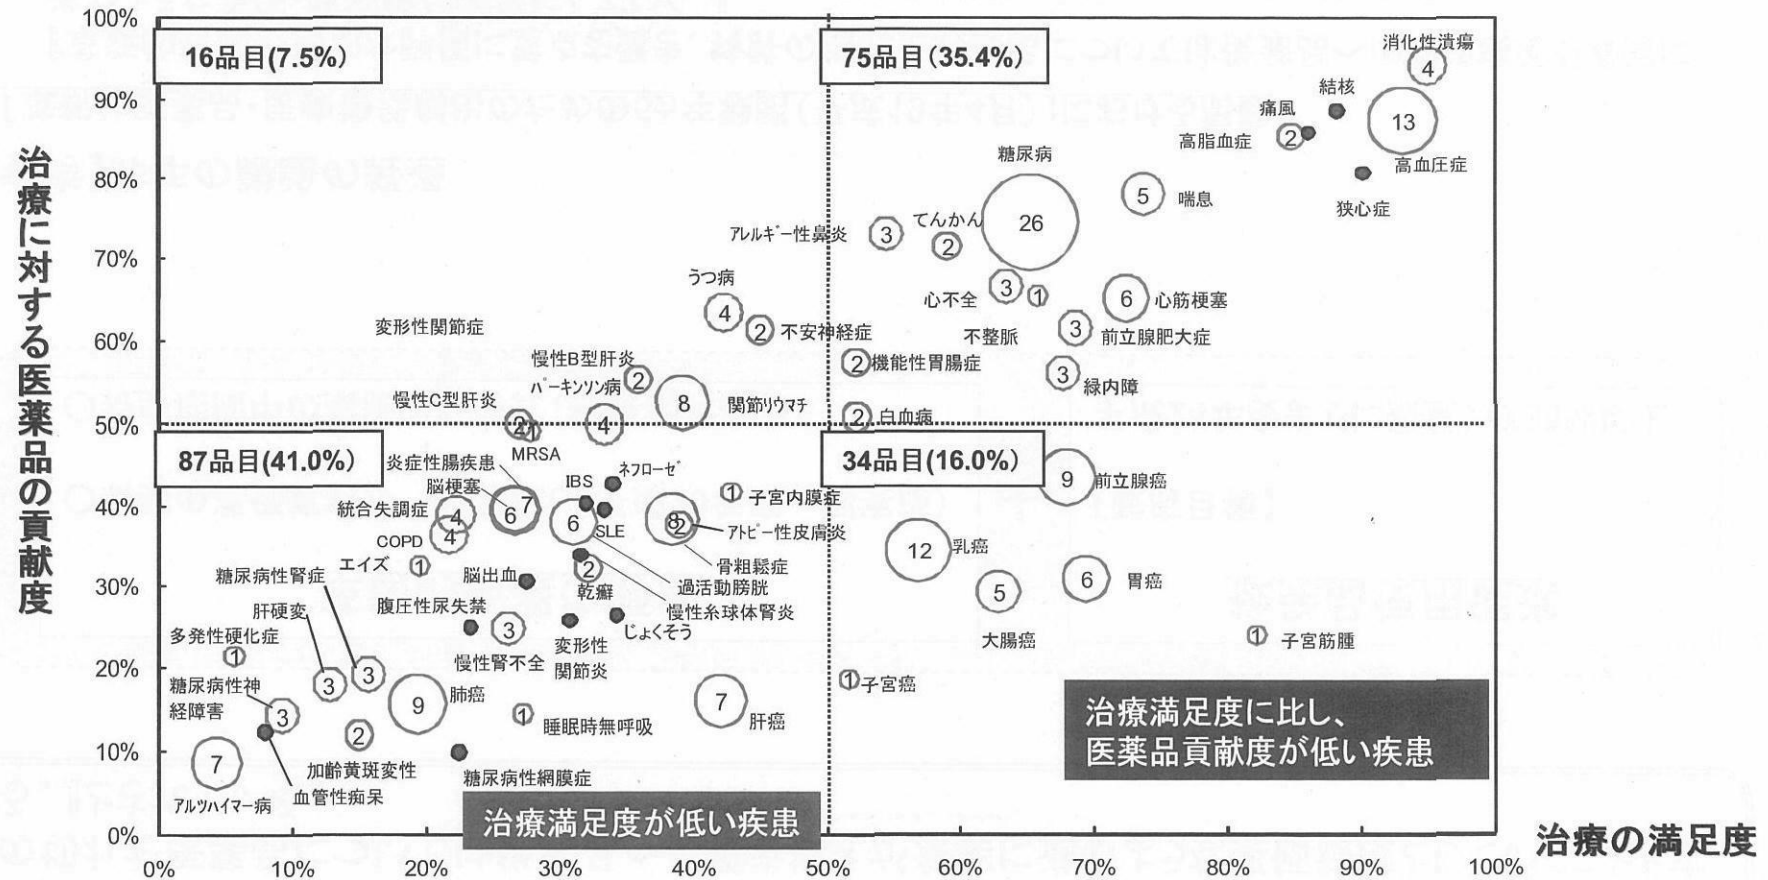 治療に対する医薬品の貢献度
100%
90%
80%
70%
60%
50%
40%
30%
20%
10%
0%
16品目(7.5%)
75品目(35.4%)
87品目(41.0%)
34品目(16.0%)
消化性潰瘍
4
結核
痛風
2
高脂血症
13
高血圧症
狭心症
糖尿病
26
5
喘息
アレルギー性鼻炎
3
てんかん
2
うつ病
4
心不全
3
1
不整脈
6
心筋梗塞
変形性関節症
2
不安神経症
3
前立腺肥大症
慢性B型肝炎
2
2
機能性胃腸症
3
緑内障
パーキンソン病
4
8
関節リウマチ
慢性C型肝炎
2
1
MRSA
2
白血病
炎症性腸疾患
7
脳梗塞
6
IBS
ネフローゼ
9
前立腺癌
統合失調症
4
6
SLE
1
子宮内膜症
COPD
4
8
2
アトピー性皮膚炎
骨粗鬆症
12
乳癌
エイズ
1
糖尿病性腎症
脳出血
2
乾癬
過活動膀胱
慢性糸球体腎炎
5
大腸癌
6
胃癌
肝硬変
腹圧性尿失禁
3
慢性腎不全
変形性
関節炎
じょくそう
1
子宮筋腫
多発性硬化症
1
3
3
糖尿病性神
経障害
3
9
肺癌
1
睡眠時無呼吸
7
肝癌
1
子宮癌
2
加齢黄斑変性
血管性痴呆
7
アルツハイマー病
糖尿病性網膜症
治療満足度に比し、
医薬品貢献度が低い疾患
治療満足度が低い疾患
0%
10%
20%
30%
40%
50%
60%
70%
80%
90%
100%
治療の満足度